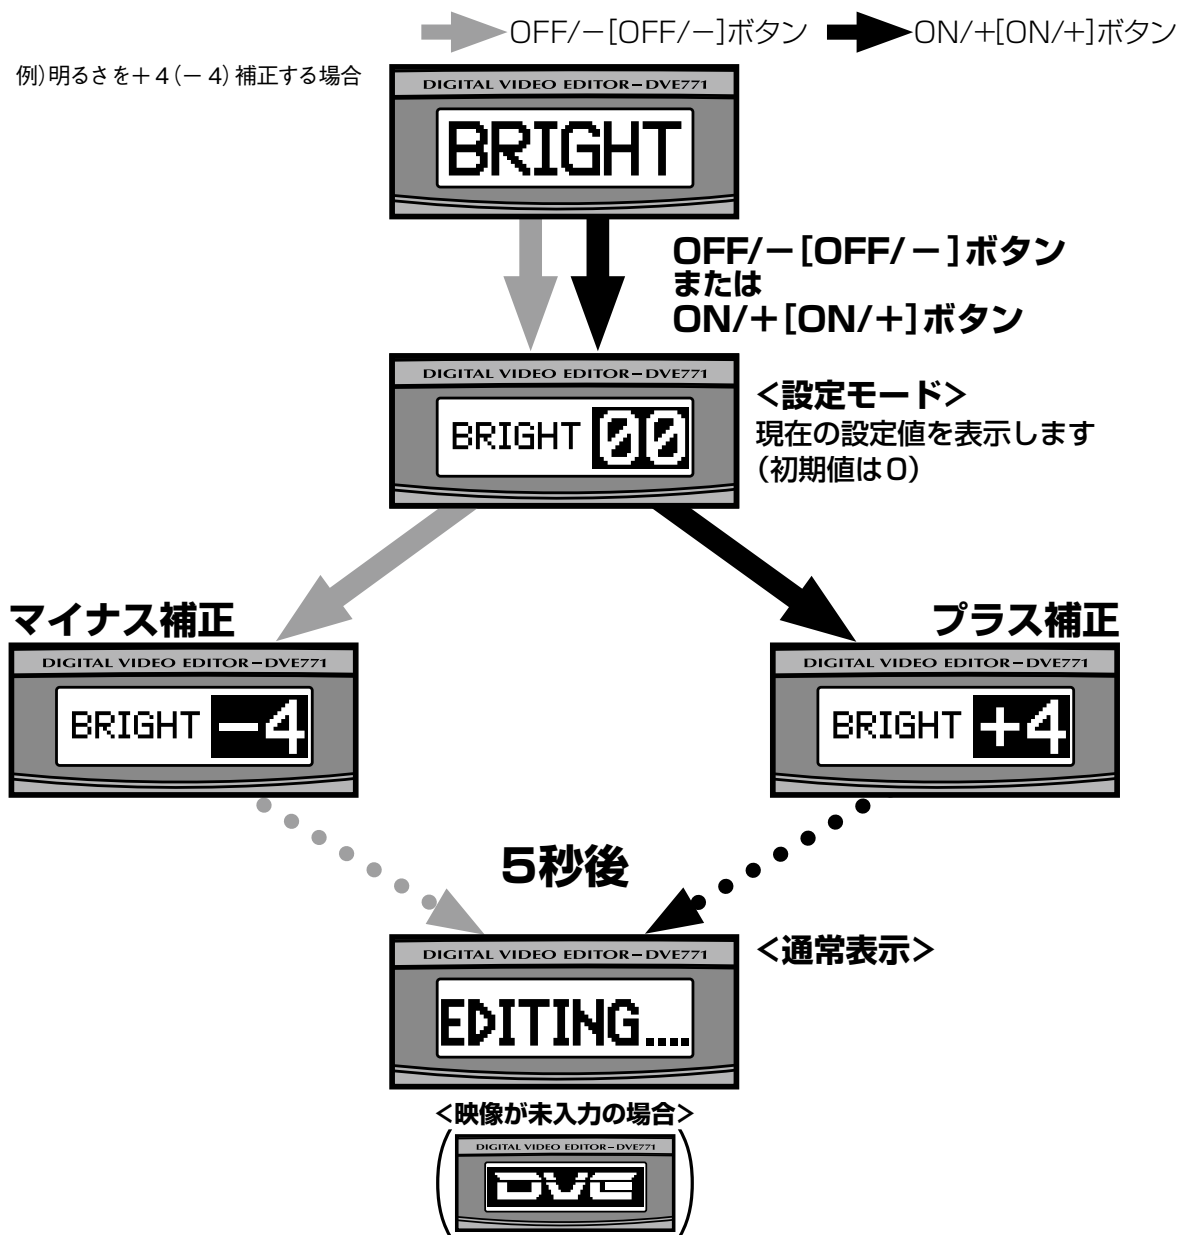 OFF/－[OFF/－]ボタン ON/+[ON/+]ボタン
例)明るさを＋4(－4)補正する場合
DIGITAL VIDEO EDITOR－DVE771
BRIGHT
OFF/－[OFF/－]ボタン
または
ON/＋[ON/＋]ボタン
DIGITAL VIDEO EDITOR－DVE771
BRIGHT 00
＜設定モード＞
現在の設定値を表示します
(初期値は0)
マイナス補正
DIGITAL VIDEO EDITOR－DVE771
BRIGHT －4
プラス補正
DIGITAL VIDEO EDITOR－DVE771
BRIGHT +4
5秒後
DIGITAL VIDEO EDITOR－DVE771
EDITING....
＜通常表示＞
＜映像が未入力の場合＞
DIGITAL VIDEO EDITOR－DVE771
DVE